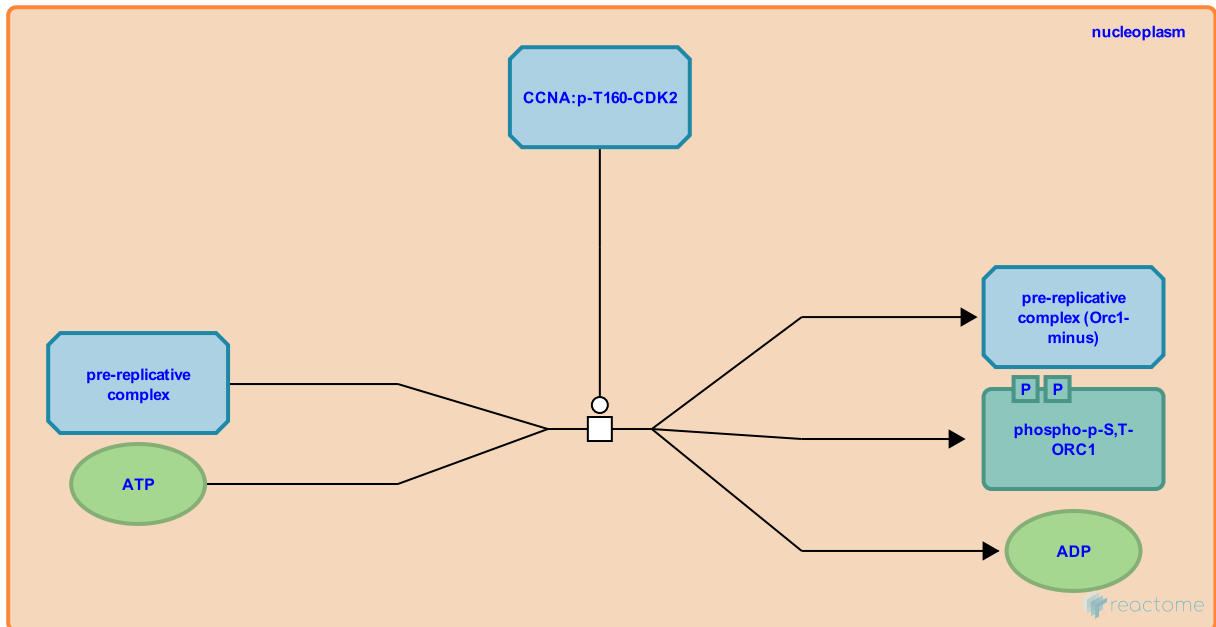 nucleoplasm
CCNA:p-T160-CDK2
pre-replicative
complex (Orc1-
minus)
pre-replicative
complex
P P
phospho-p-S,T-
ORC1
ATP
ADP
reactome